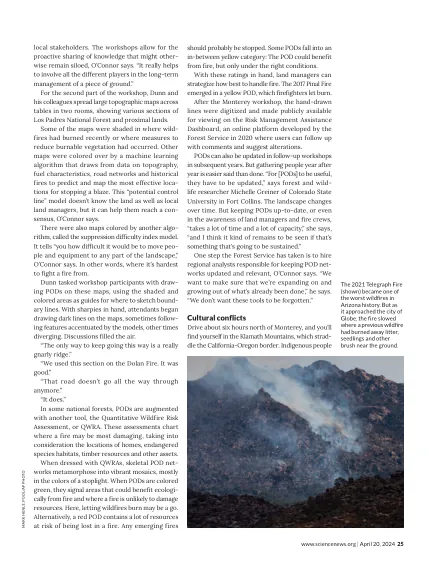 local stakeholders. The workshops allow for the
proactive sharing of knowledge that might other-
wise remain siloed, O'Connor says. "It really helps
to involve all the different players in the long-term
management of a piece of ground."
For the second part of the workshop, Dunn and
his colleagues spread large topographic maps across
tables in two rooms, showing various sections of
Los Padres National Forest and proximal lands.
Some of the maps were shaded in where wild-
fires had burned recently or where measures to
reduce burnable vegetation had occurred. Other
maps were colored over by a machine learning
algorithm that draws from data on topography,
fuel characteristics, road networks and historical
fires to predict and map the most effective loca-
tions for stopping a blaze. This "potential control
line" model doesn't know the land as well as local
land managers, but it can help them reach a con-
sensus, O'Connor says.
There were also maps colored by another algo-
rithm, called the suppression difficulty index model.
It tells "you how difficult it would be to move peo-
ple and equipment to any part of the landscape,"
O'Connor says. In other words, where it's hardest
to fight a fire from.
Dunn tasked workshop participants with draw-
ing PODs on these maps, using the shaded and
colored areas as guides for where to sketch bound-
ary lines. With sharpies in hand, attendants began
drawing dark lines on the maps, sometimes follow-
ing features accentuated by the models, other times
diverging. Discussions filled the air.
"The only way to keep going this way is a really
gnarly ridge."
"We used this section on the Dolan Fire. It was
good."
"That road doesn't go all the way through
anymore."
"It does."
In some national forests, PODs are augmented
with another tool, the Quantitative Wildfire Risk
Assessment, or QWRA. These assessments chart
where a fire may be most damaging, taking into
consideration the locations of homes, endangered
species habitats, timber resources and other assets.
When dressed with QWRAs, skeletal POD net-
works metamorphose into vibrant mosaics, mostly
in the colors of a stoplight. When PODs are colored
green, they signal areas that could benefit ecologi-
cally from fire and where a fire is unlikely to damage
resources. Here, letting wildfires burn may be a go.
Alternatively, a red POD contains a lot of resources
at risk of being lost in a fire. Any emerging fires
should probably be stopped. Some PODs fall into an
in-between yellow category: The POD could benefit
from fire, but only under the right conditions.
With these ratings in hand, land managers can
strategize how best to handle fire. The 2017 Pinal Fire
emerged in a yellow POD, which firefighters let burn.
After the Monterey workshop, the hand-drawn
lines were digitized and made publicly available
for viewing on the Risk Management Assistance
Dashboard, an online platform developed by the
Forest Service in 2020 where users can follow up
with comments and suggest alterations.
PODs can also be updated in follow-up workshops
in subsequent years. But gathering people year after
year is easier said than done. "For [PODs] to be useful,
they have to be updated," says forest and wild-
life researcher Michelle Greiner of Colorado State
University in Fort Collins. The landscape changes
over time. But keeping PODs up-to-date, or even
in the awareness of land managers and fire crews,
"takes a lot of time and a lot of capacity," she says,
"and I think it kind of remains to be seen if that's
something that's going to be sustained."
One step the Forest Service has taken is to hire
regional analysts responsible for keeping POD net-
works updated and relevant, O'Connor says. "We
want to make sure that we're expanding on and
growing out of what's already been done," he says.
"We don't want these tools to be forgotten."
Cultural conflicts
Drive about six hours north of Monterey, and you'll
find yourself in the Klamath Mountains, which strad-
dle the California-Oregon border. Indigenous people
The 2021 Telegraph Fire
(shown) became one of
the worst wildfires in
Arizona history. But as
it approached the city of
Globe, the fire slowed
where a previous wildfire
had burned away litter,
seedlings and other
brush near the ground.
www.sciencenews.org | April 20, 2024 25